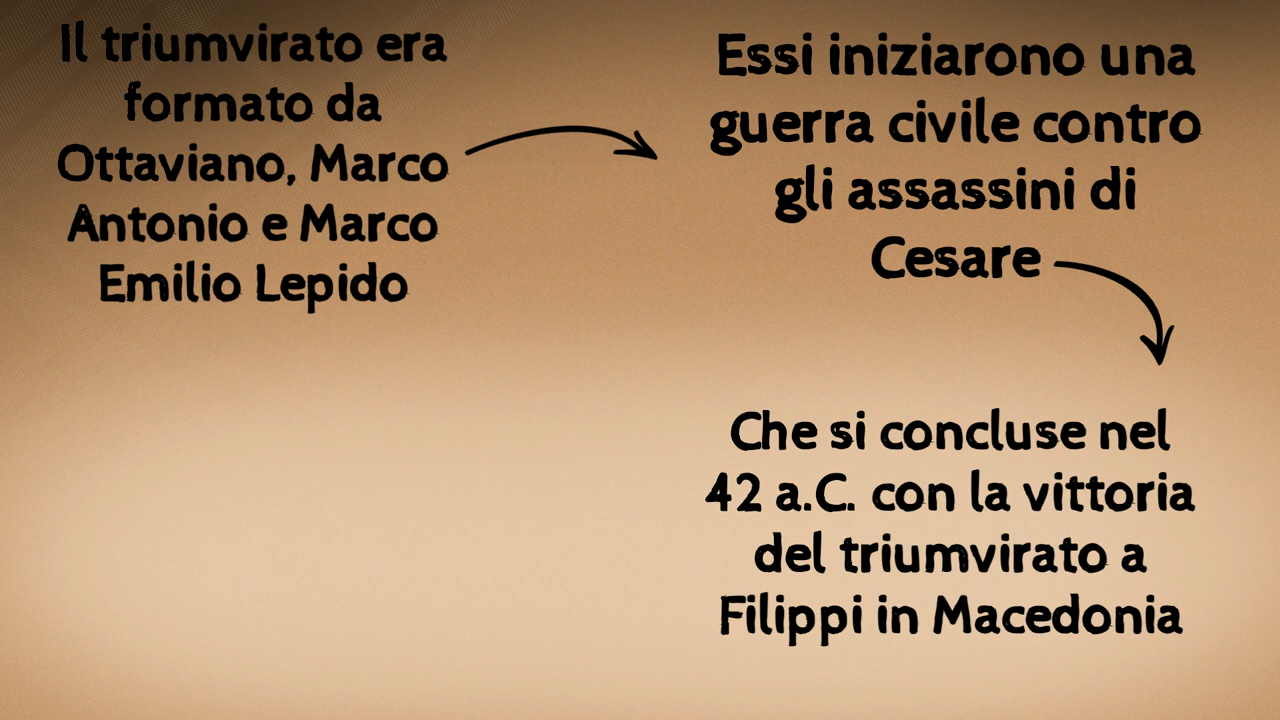 Il triumvirato era
formato da
Ottaviano, Marco
Antonio e Marco
Emilio Lepido
Essi iniziarono una
guerra civile contro
gli assassini di
Cesare
Che si concluse nel
42 a.C. con la vittoria
del triumvirato a
Filippi in Macedonia